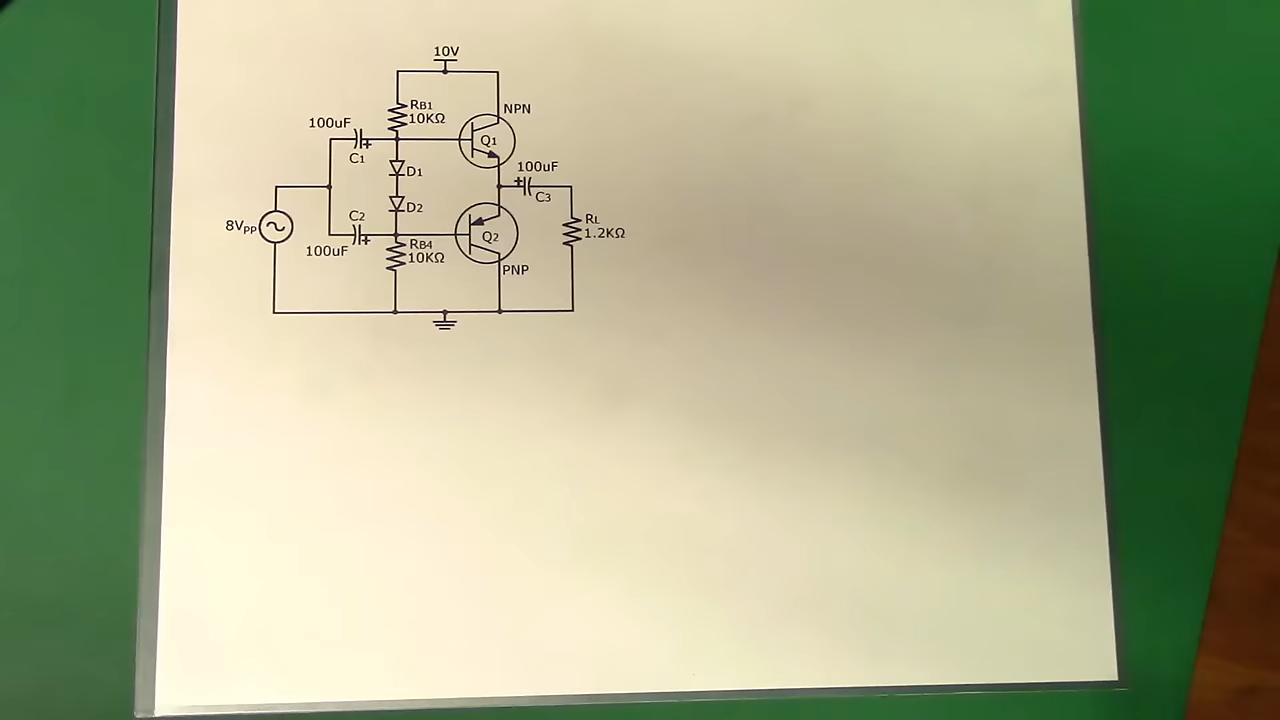 10V
RB1
10KΩ
NPN
100uF
C1
Q1
D1
100uF
C3
D2
C2
8VPP
100uF
Q2
RB4
10KΩ
PNP
RL
1.2KΩ